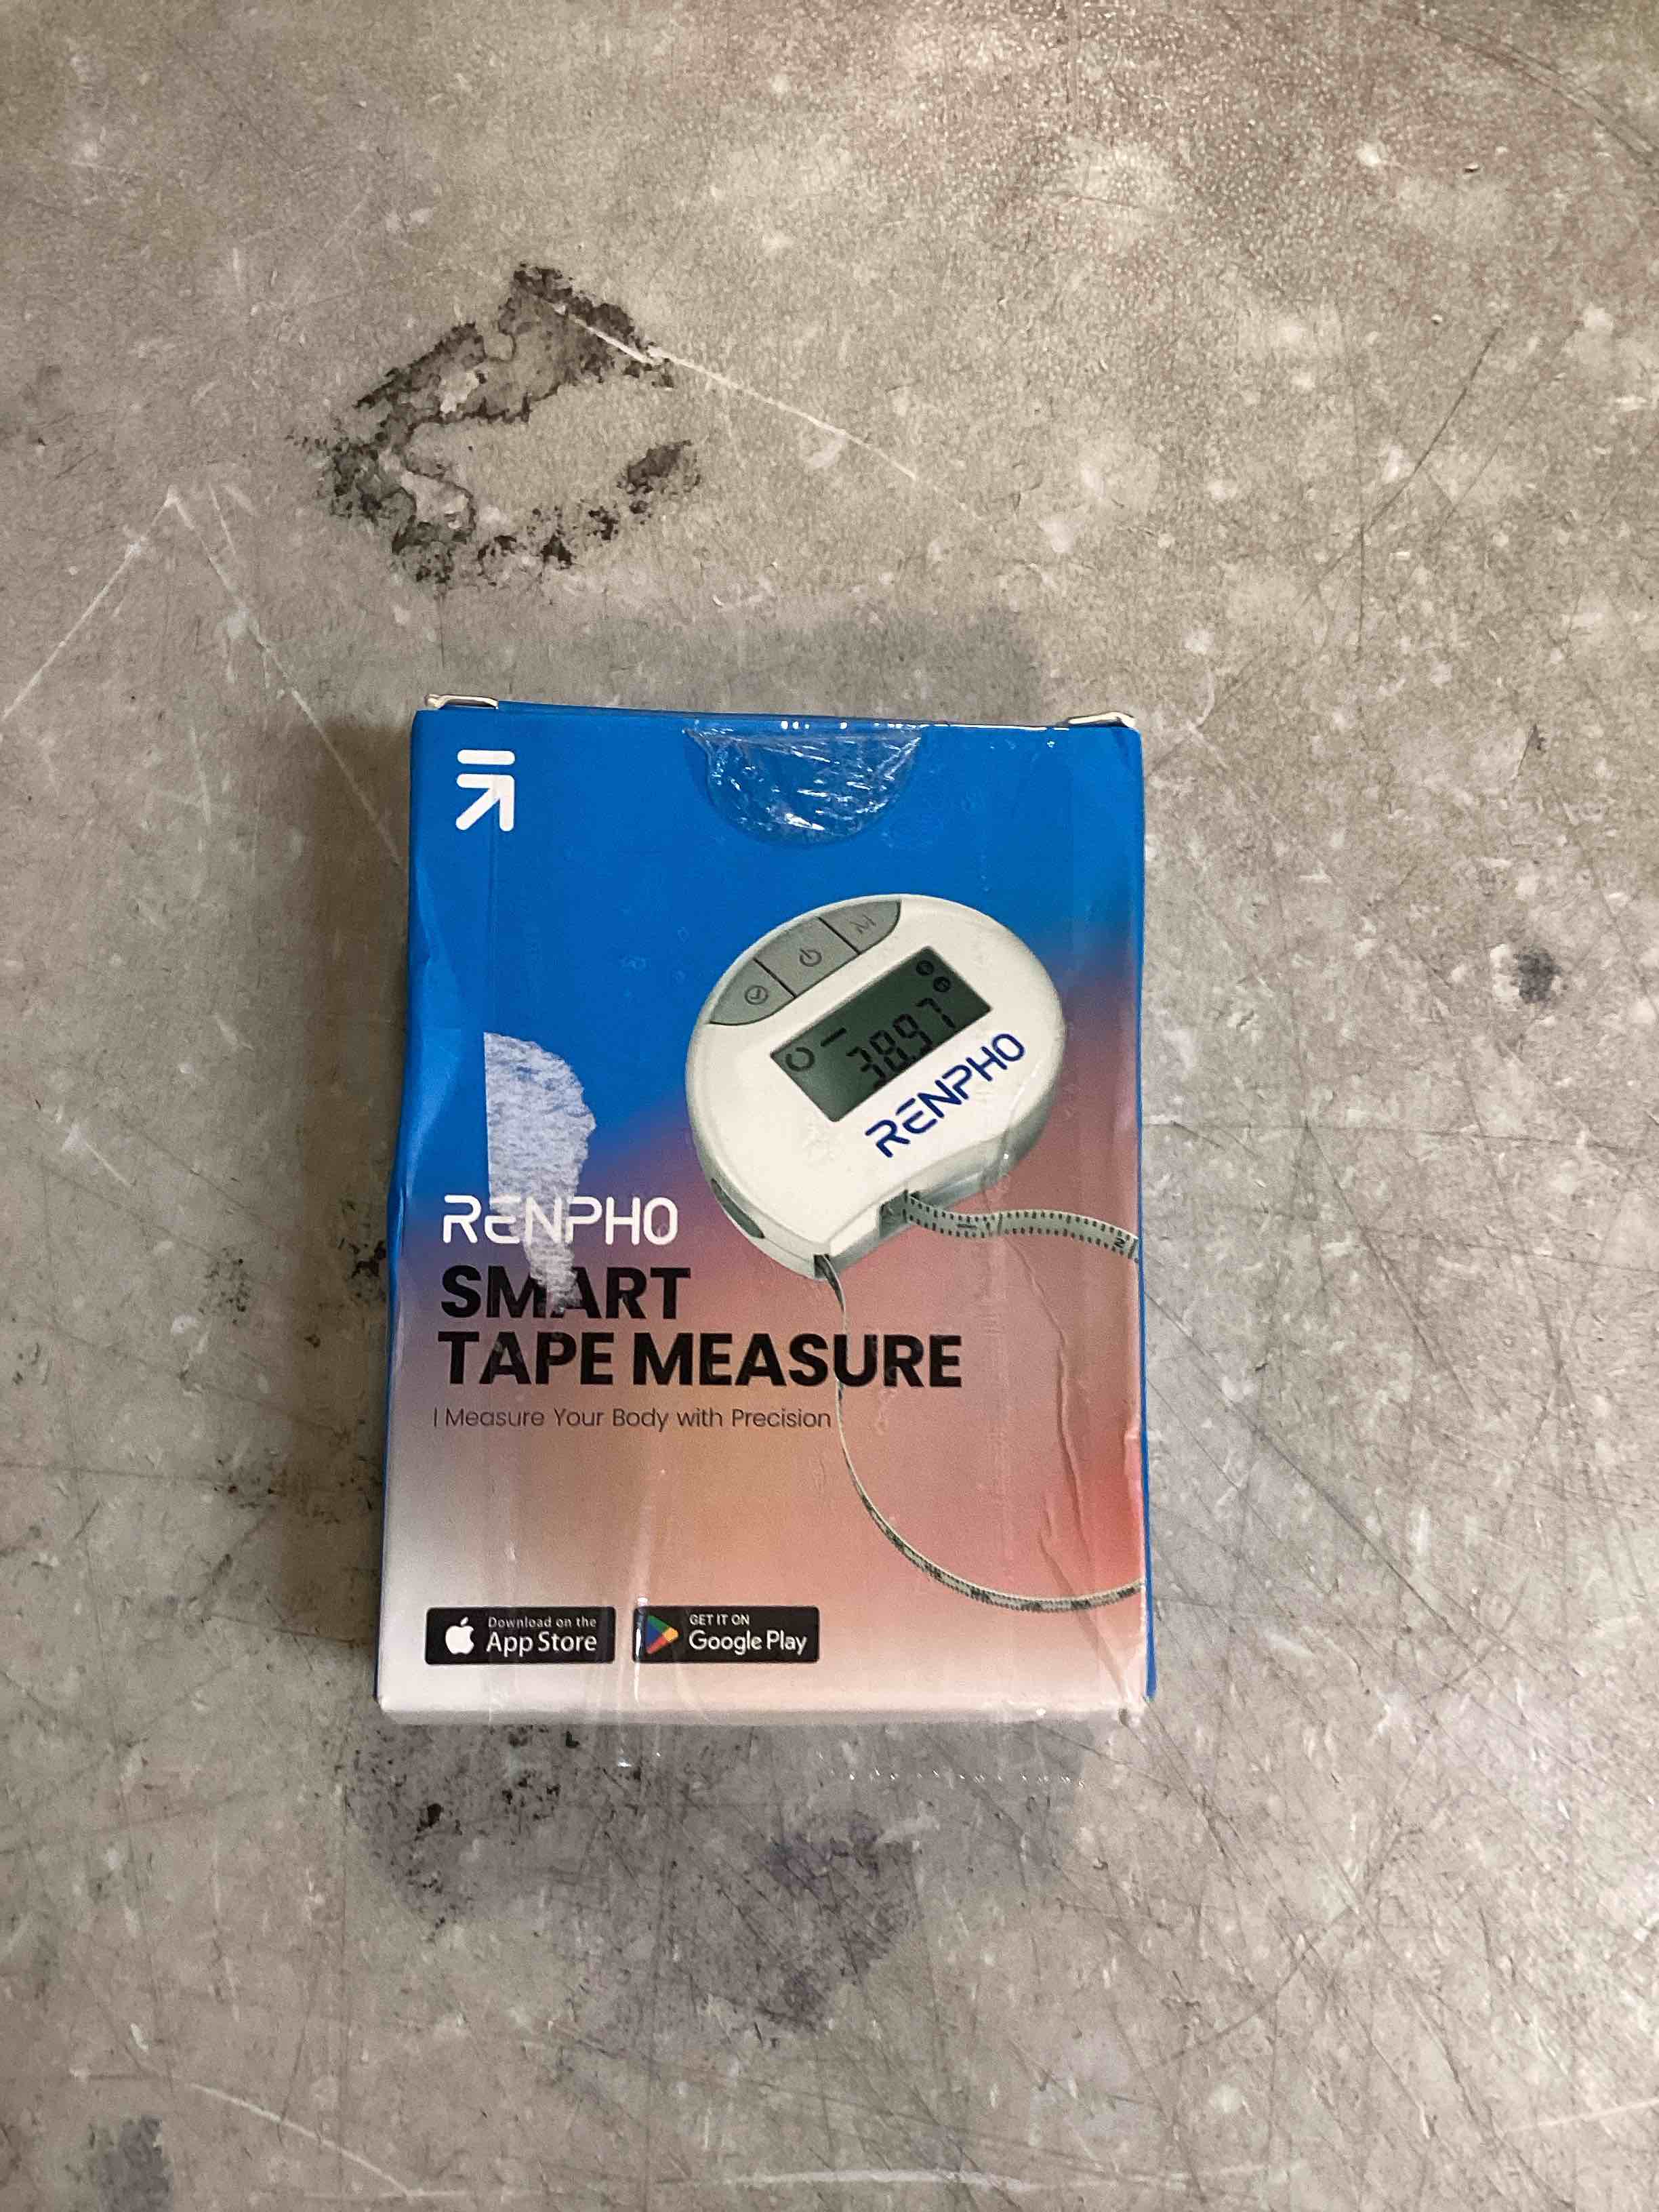 38.97
RENPHO
RENPHO
SMART
TAPE MEASURE
| Measure Your Body with Precision
Download on the
App Store
GET IT ON
Google Play